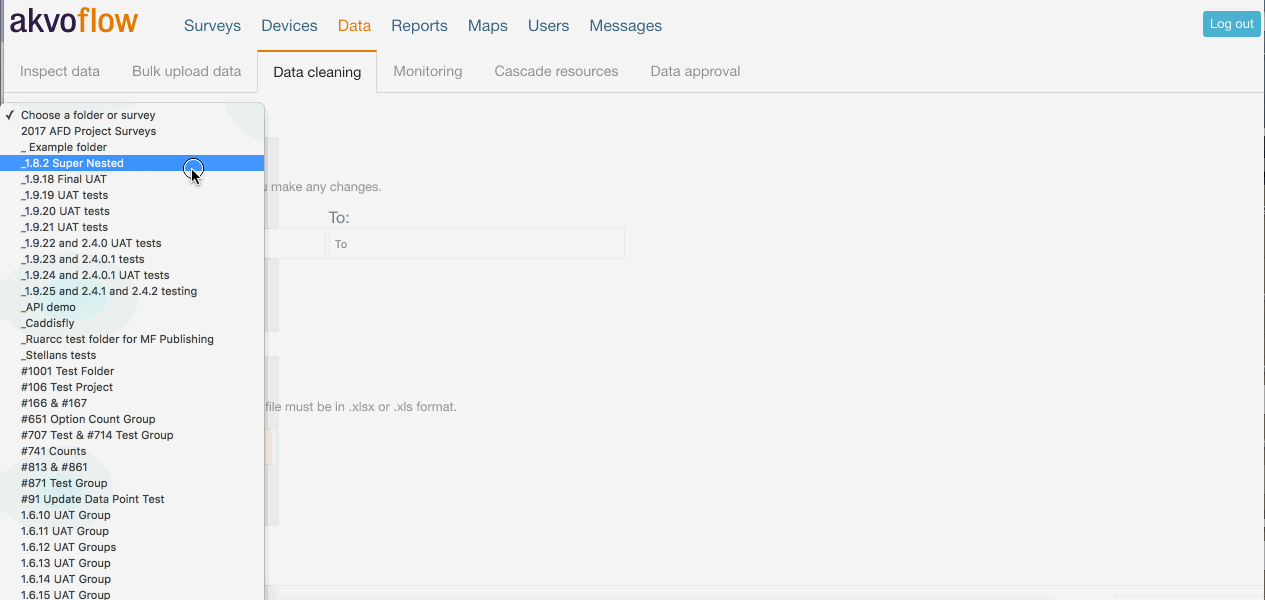 akvoflow
Surveys Devices Data Reports Maps Users Messages Log out
Inspect data Bulk upload data Data cleaning Monitoring Cascade resources Data approval
✓ Choose a folder or survey
2017 AFD Project Surveys
_ Example folder
_1.8.2 Super Nested
_1.9.18 Final UAT
make any changes.
_1.9.19 UAT tests
_1.9.20 UAT tests
To:
_1.9.21 UAT tests
_1.9.22 and 2.4.0 UAT tests
To
_1.9.23 and 2.4.0.1 tests
_1.9.24 and 2.4.0.1 UAT tests
_1.9.25 and 2.4.1 and 2.4.2 testing
_API demo
_Caddisfly
_Ruarcc test folder for MF Publishing
_Stellans tests
#1001 Test Folder
#106 Test Project
#166 & #167
file must be in .xlsx or .xls format.
#651 Option Count Group
#707 Test & #714 Test Group
#741 Counts
#813 & #861
#871 Test Group
#91 Update Data Point Test
1.6.10 UAT Group
1.6.11 UAT Group
1.6.12 UAT Groups
1.6.13 UAT Group
1.6.14 UAT Group
1.6.15 UAT Group